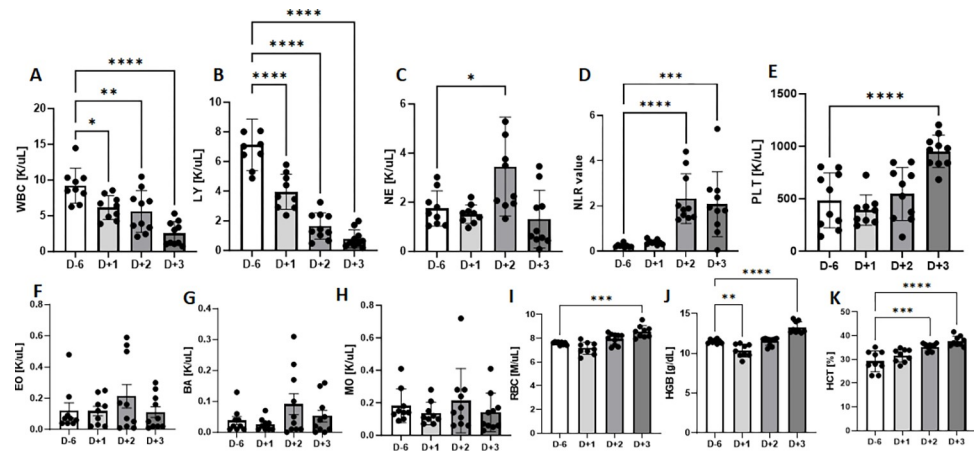 A
WBC [K/uL]
20
15
10
5
0
****
**
*
D-6 D+1 D+2 D+3
B
LY [K/uL]
10
8
6
4
2
0
****
****
****
D-6 D+1 D+2 D+3
C
NE [K/uL]
6
4
2
0
*
D-6 D+1 D+2 D+3
D
NLR value
6
4
2
0
***
****
D-6 D+1 D+2 D+3
E
PLT [K/uL]
1500
1000
500
0
****
D-6 D+1 D+2 D+3
F
EO [K/uL]
0.8
0.6
0.4
0.2
0.0
D-6 D+1 D+2 D+3
G
BA [K/uL]
0.4
0.3
0.2
0.1
0.0
D-6 D+1 D+2 D+3
H
MO [K/uL]
0.8
0.6
0.4
0.2
0.0
D-6 D+1 D+2 D+3
I
RBC [M/uL]
15
10
5
0
***
D-6 D+1 D+2 D+3
J
HGB [g/dL]
20
15
10
5
0
****
**
D-6 D+1 D+2 D+3
K
HCT [%]
50
40
30
20
10
0
****
***
D-6 D+1 D+2 D+3